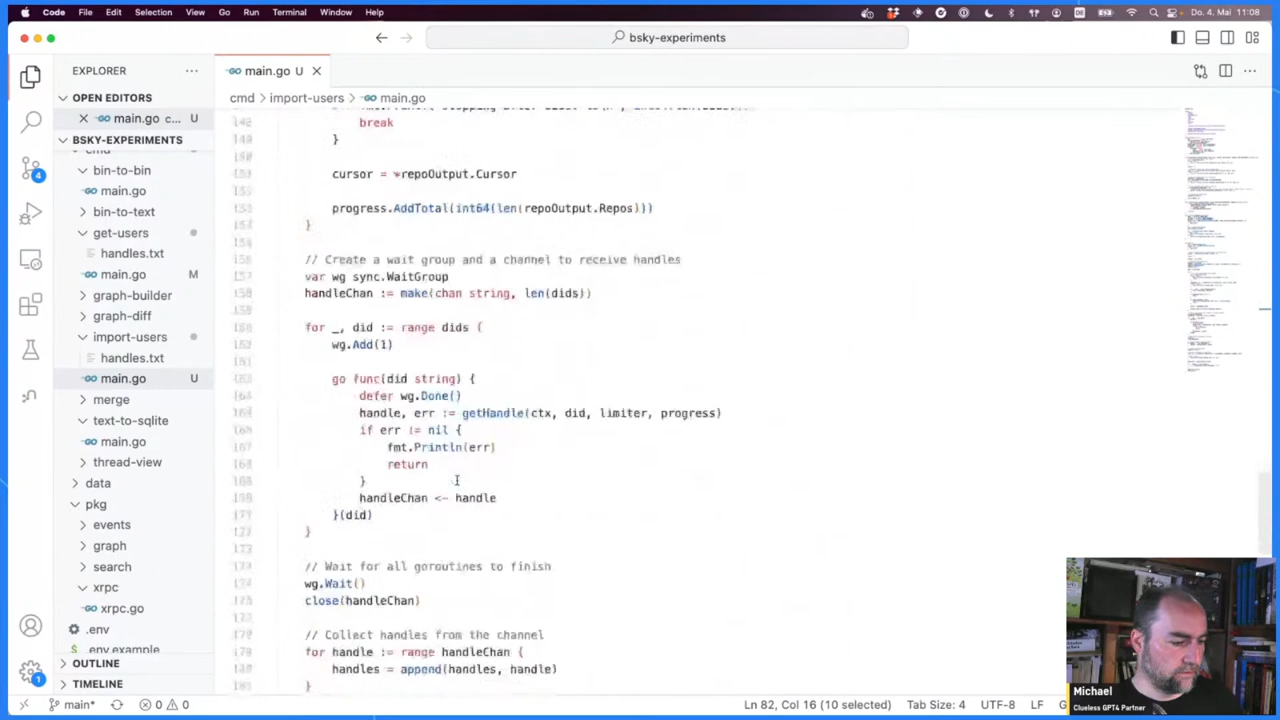 Code File Edit Selection View Go Run Terminal Window Help
DE
Do. 4. Mai 11:08
bsky-experiments
EXPLORER
main.go U
OPEN EDITORS
main.go c... U
BSKY-EXPERIMENTS
cmd
bin-to-bin
main.go
bin-to-text
get-users
handles.txt
main.go M
graph-builder
graph-diff
import-users
handles.txt
main.go U
merge
text-to-sqlite
main.go
thread-view
data
pkg
events
graph
search
xrpc
xrpc.go
.env
.env.example
OUTLINE
TIMELINE
4
1
cmd > import-users > main.go
break
}
cursor = *repoOutput.Cursor
progress.AddTotal(int64(len(repoOutput.Repos)))
}
// Create a wait group and a channel to receive handles
var wg sync.WaitGroup
handleChan := make(chan string, len(dids))
for _, did := range dids {
wg.Add(1)
go func(did string) {
defer wg.Done()
handle, err := getHandle(ctx, did, limiter, progress)
if err != nil {
fmt.Println(err)
return
}
handleChan <- handle
}(did)
}
// Wait for all goroutines to finish
wg.Wait()
close(handleChan)
// Collect handles from the channel
for handle := range handleChan {
handles = append(handles, handle)
}
Michael
Clueless GPT4 Partner
main* 0 0
Ln 82, Col 16 (10 selected) Tab Size: 4 UTF-8 LF